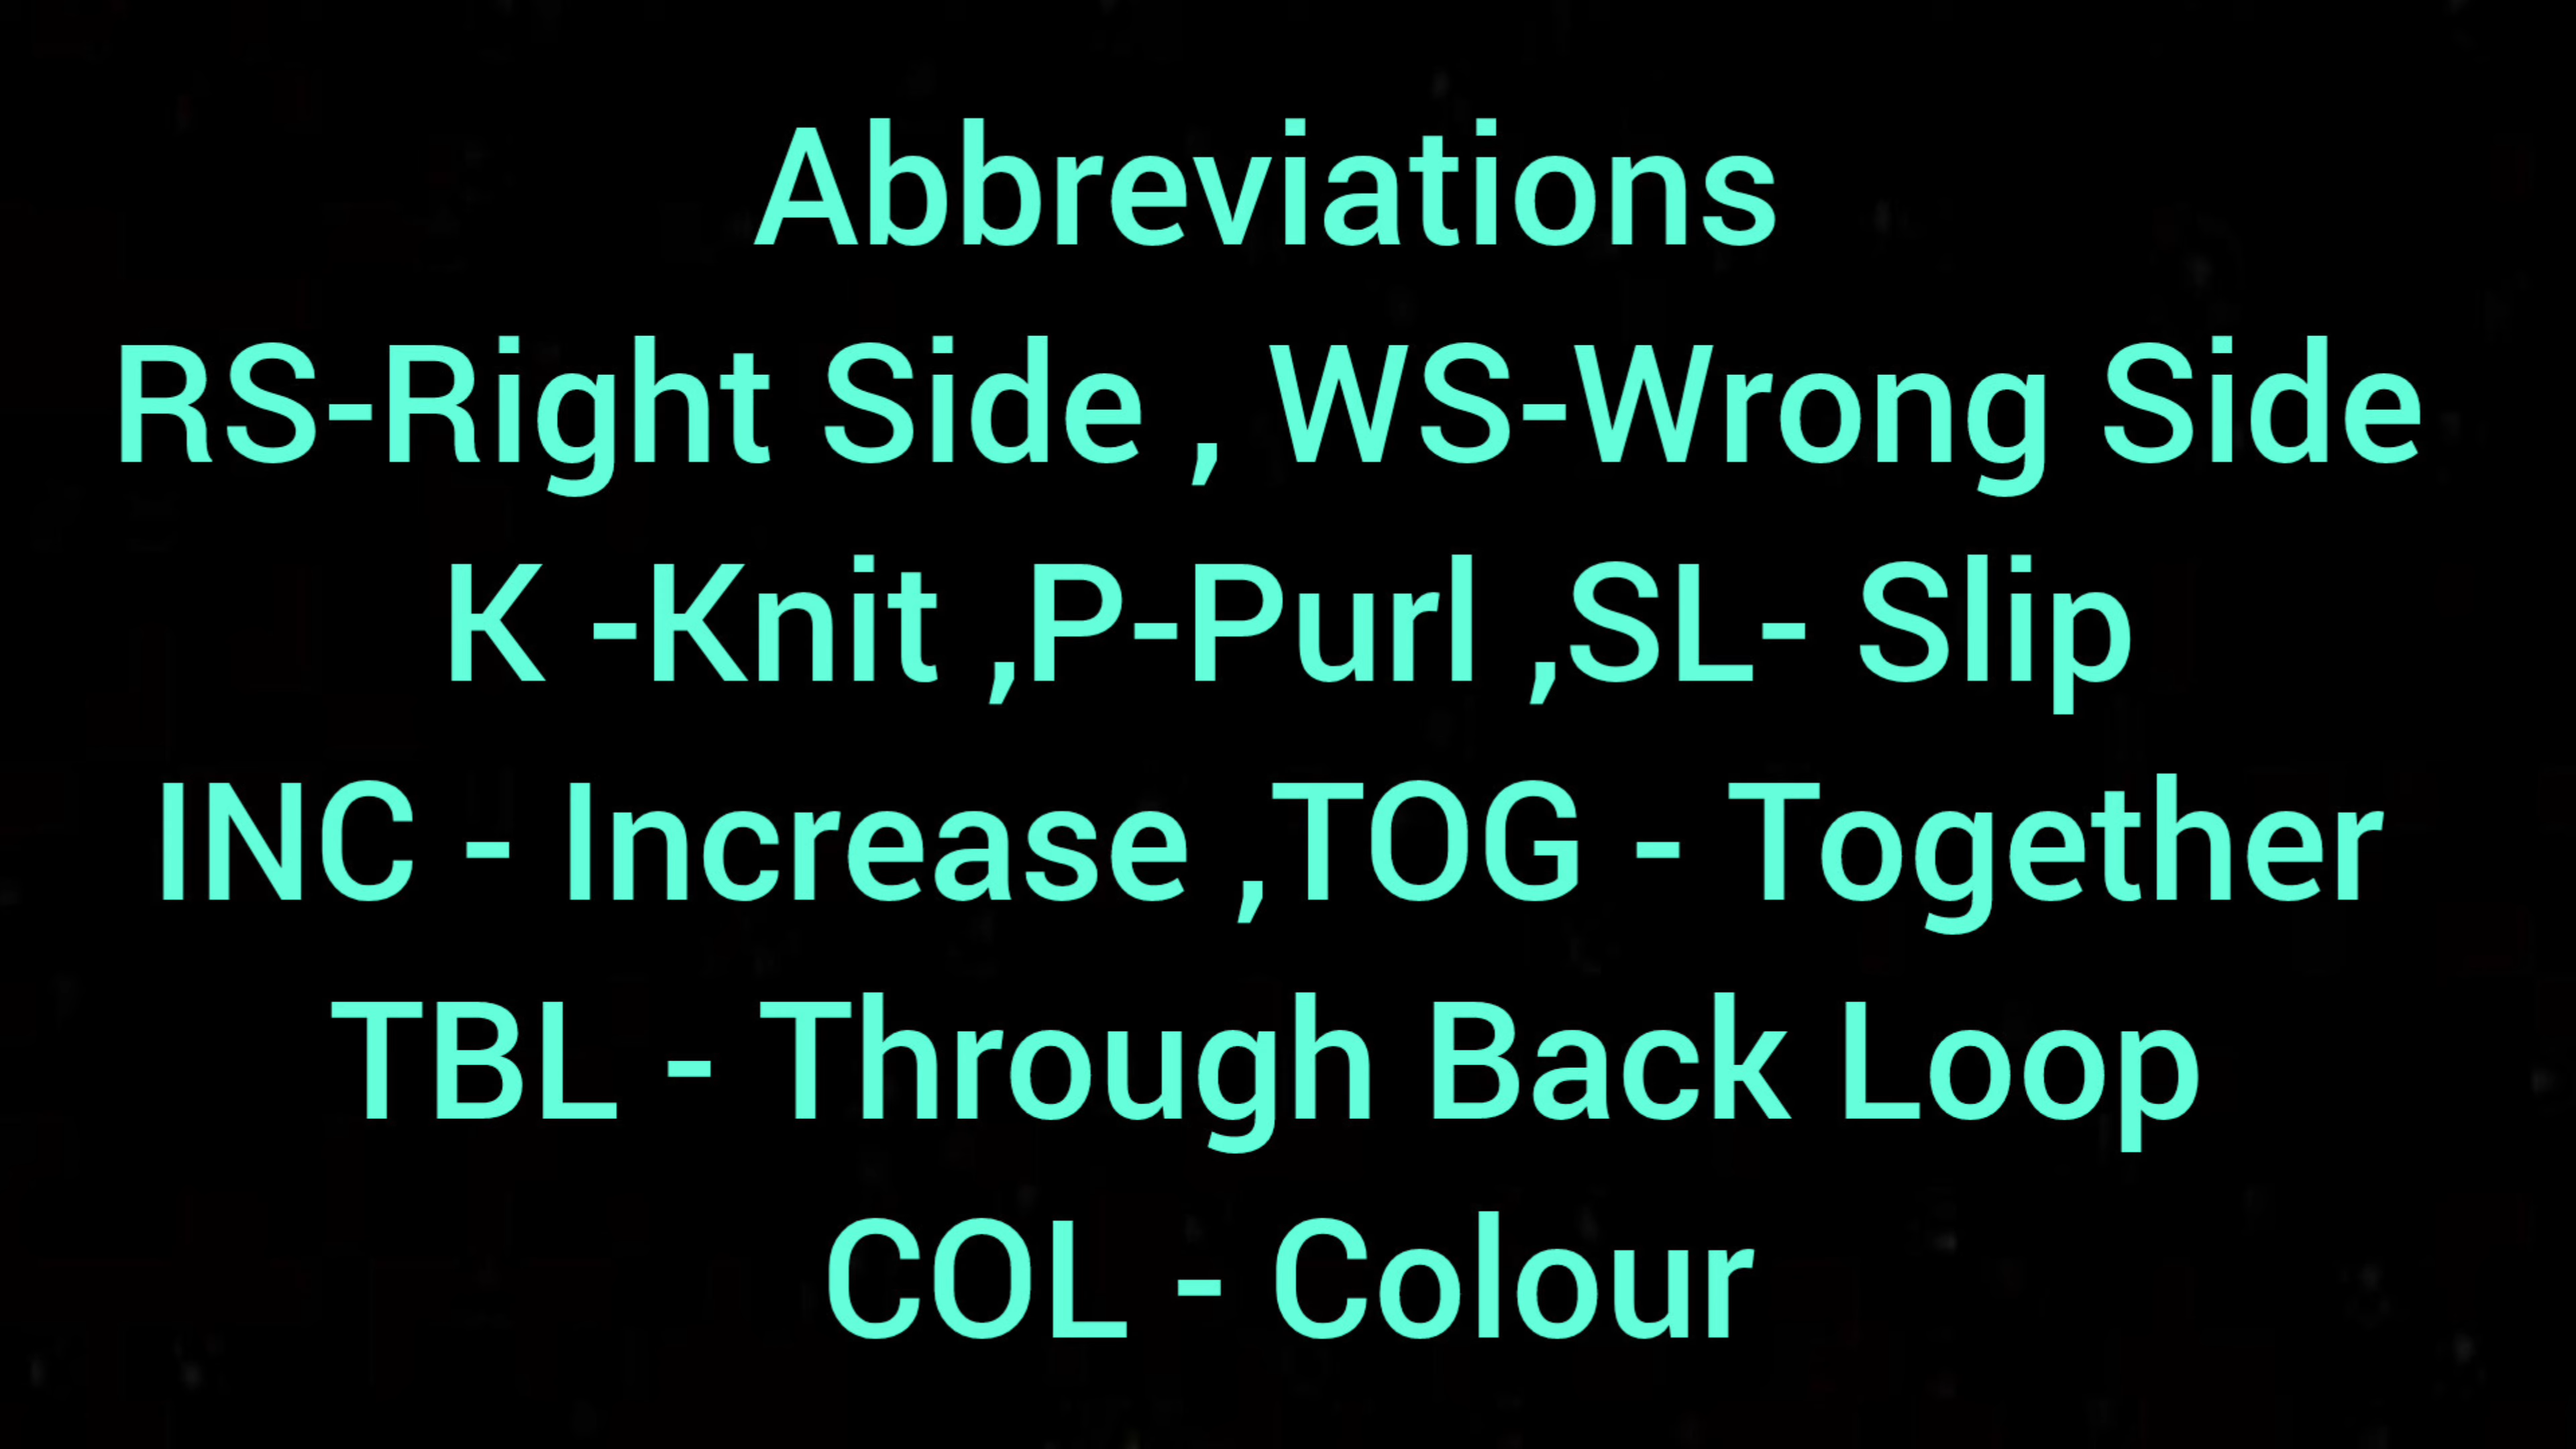 Abbreviations
RS-Right Side , WS-Wrong Side
K -Knit ,P-Purl ,SL- Slip
INC - Increase ,TOG - Together
TBL - Through Back Loop
COL - Colour